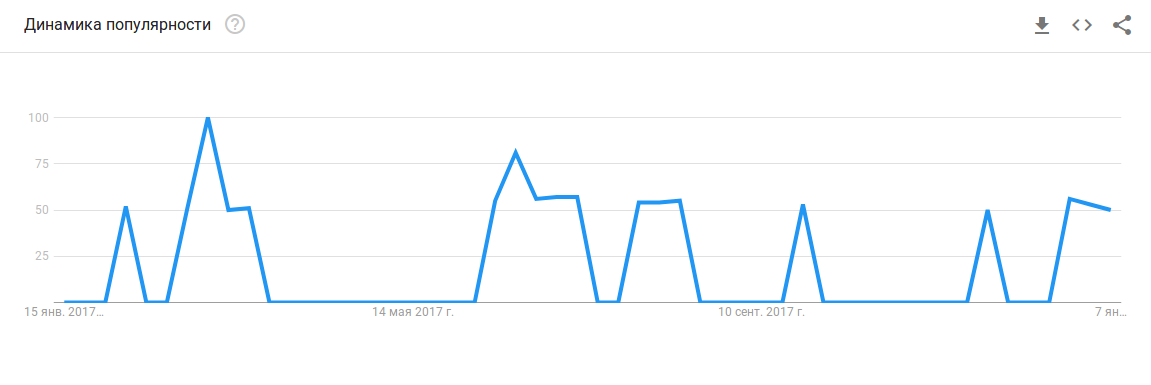 Динамика популярности ?
100
75
50
25
15 янв. 2017…
14 мая 2017 г.
10 сент. 2017 г.
7 ян…